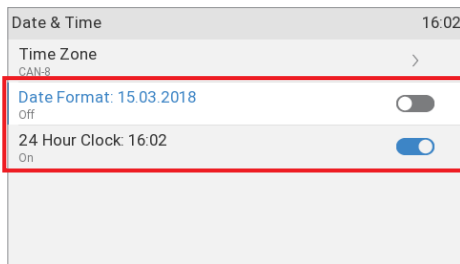 Date & Time 16:02
Time Zone
CAN-8
Date Format: 15.03.2018
Off
24 Hour Clock: 16:02
On